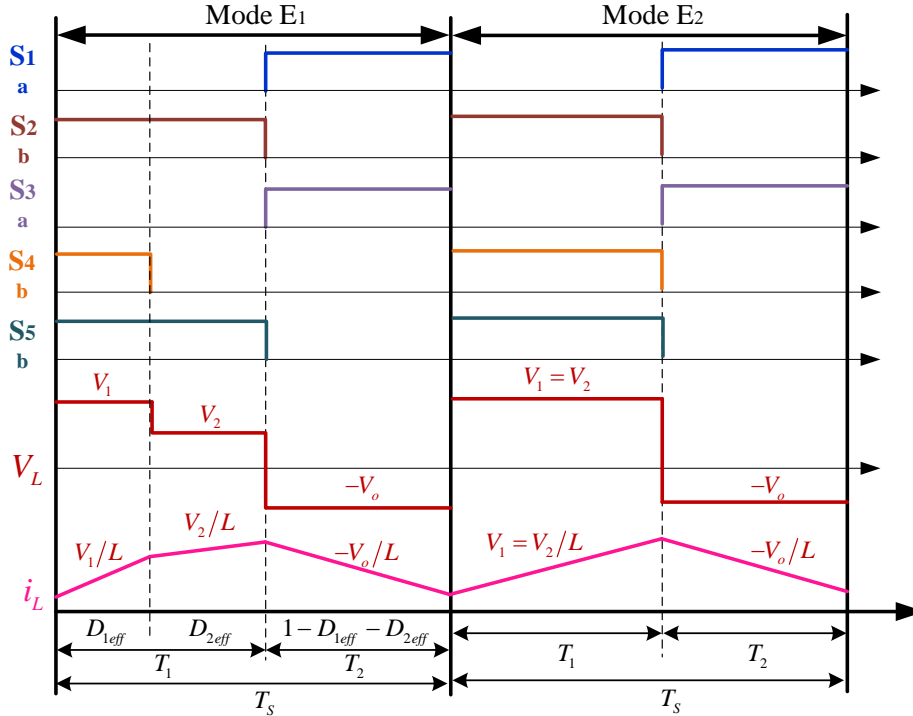 Mode E1
Mode E2
S1
a
S2
b
S3
a
S4
b
S5
b
V1
V2
V1 = V2
VL
−Vo
−Vo
V1/L
V2/L
−Vo/L
V1 = V2/L
−Vo/L
iL
D1eff
D2eff
1 − D1eff − D2eff
T1
T2
T1
T2
TS
TS